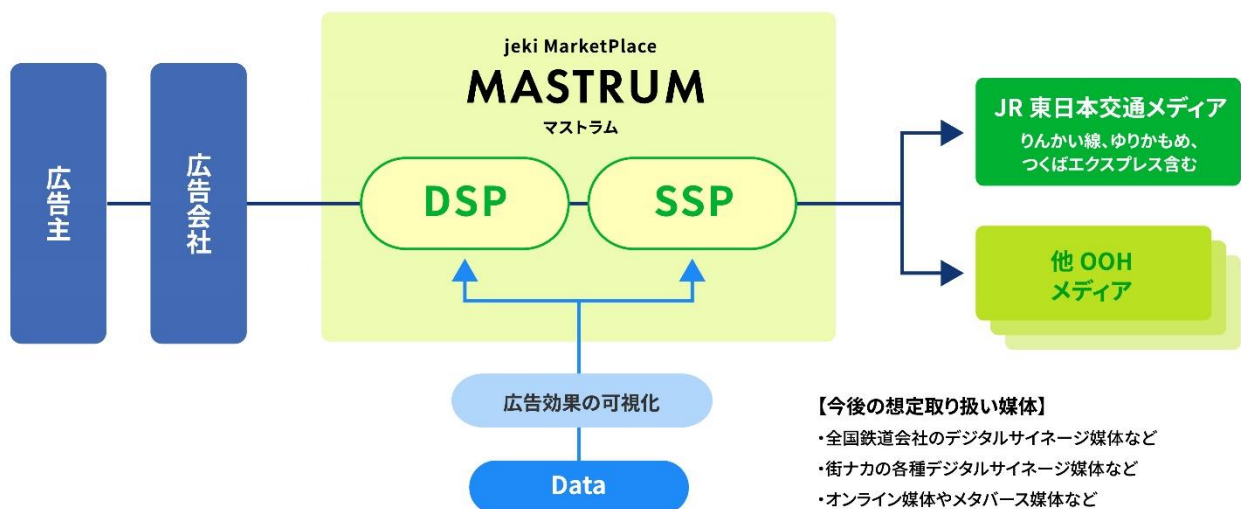 広告主
広告会社
jeki MarketPlace
MASTRUM
マストラム
DSP
SSP
JR 東日本交通メディア
りんかい線、ゆりかもめ、
つくばエクスプレス含む
他 OOH
メディア
広告効果の可視化
Data
【今後の想定取り扱い媒体】
・全国鉄道会社のデジタルサイネージ媒体など
・街ナカの各種デジタルサイネージ媒体など
・オンライン媒体やメタバース媒体など